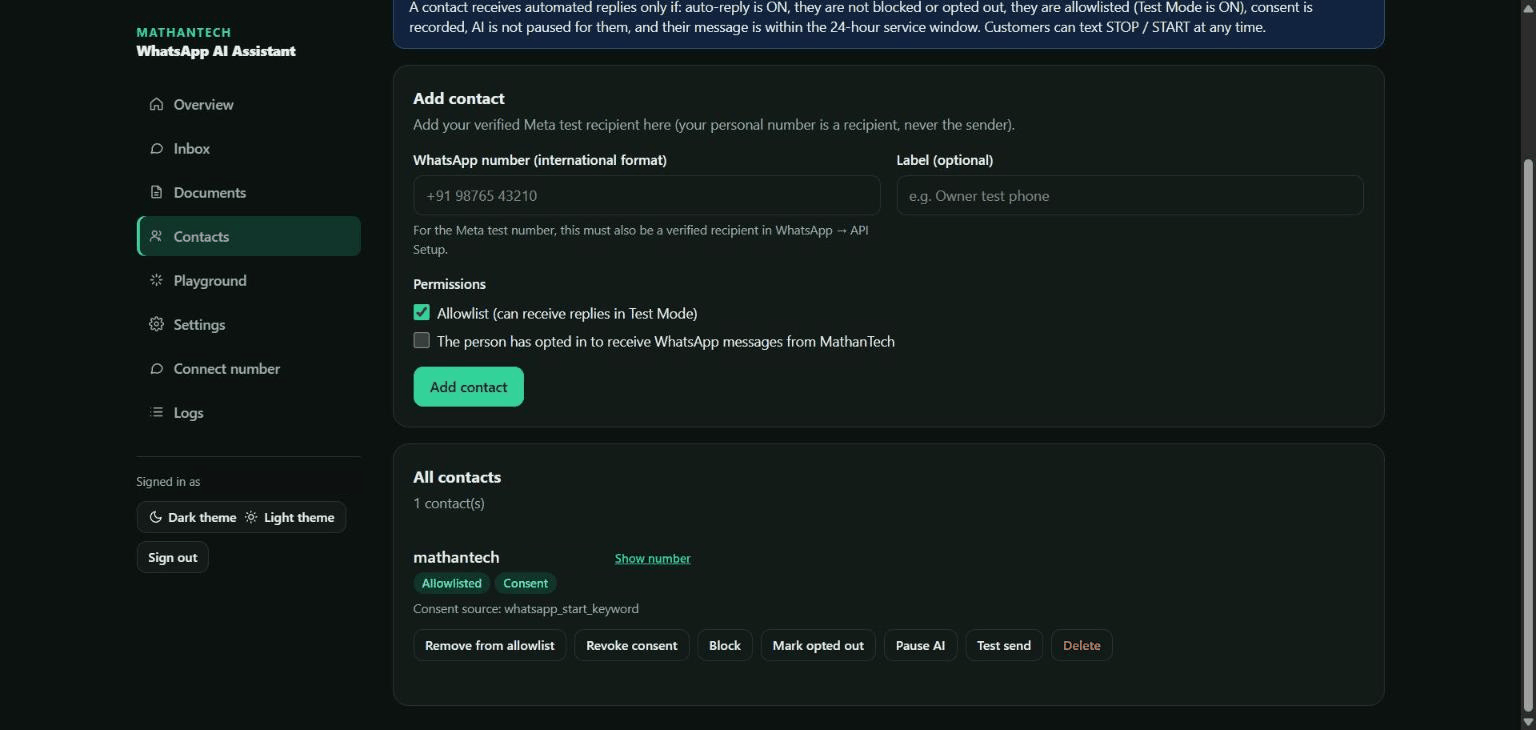 MATHANTECH
WhatsApp AI Assistant
Overview
Inbox
Documents
Contacts
Playground
Settings
Connect number
Logs
Signed in as
Dark theme Light theme
Sign out
A contact receives automated replies only if: auto-reply is ON, they are not blocked or opted out, they are allowlisted (Test Mode is ON), consent is
recorded, AI is not paused for them, and their message is within the 24-hour service window. Customers can text STOP / START at any time.
Add contact
Add your verified Meta test recipient here (your personal number is a recipient, never the sender).
WhatsApp number (international format) Label (optional)
+91 98765 43210 e.g. Owner test phone
For the Meta test number, this must also be a verified recipient in WhatsApp → API
Setup.
Permissions
Allowlist (can receive replies in Test Mode)
The person has opted in to receive WhatsApp messages from MathanTech
Add contact
All contacts
1 contact(s)
mathantech Show number
Allowlisted Consent
Consent source: whatsapp_start_keyword
Remove from allowlist Revoke consent Block Mark opted out Pause AI Test send Delete